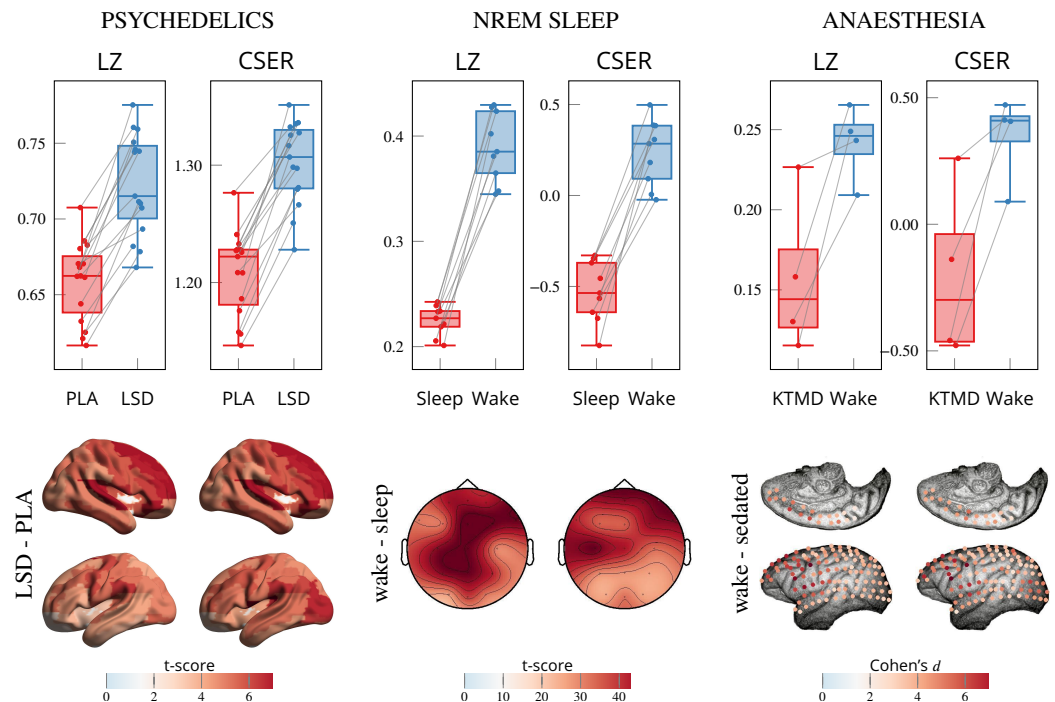 PSYCHEDELICS NREM SLEEP ANAESTHESIA
LZ CSER LZ CSER LZ CSER
0.75
0.70
0.65
1.30
1.20
0.4
0.3
0.2
0.5
0.0
−0.5
0.25
0.20
0.15
0.50
0.00
−0.50
PLA LSD PLA LSD Sleep Wake Sleep Wake KTMD Wake KTMD Wake
LSD - PLA
wake - sleep
wake - sedated
t-score t-score Cohen's d
0 2 4 6 0 10 20 30 40 0 2 4 6